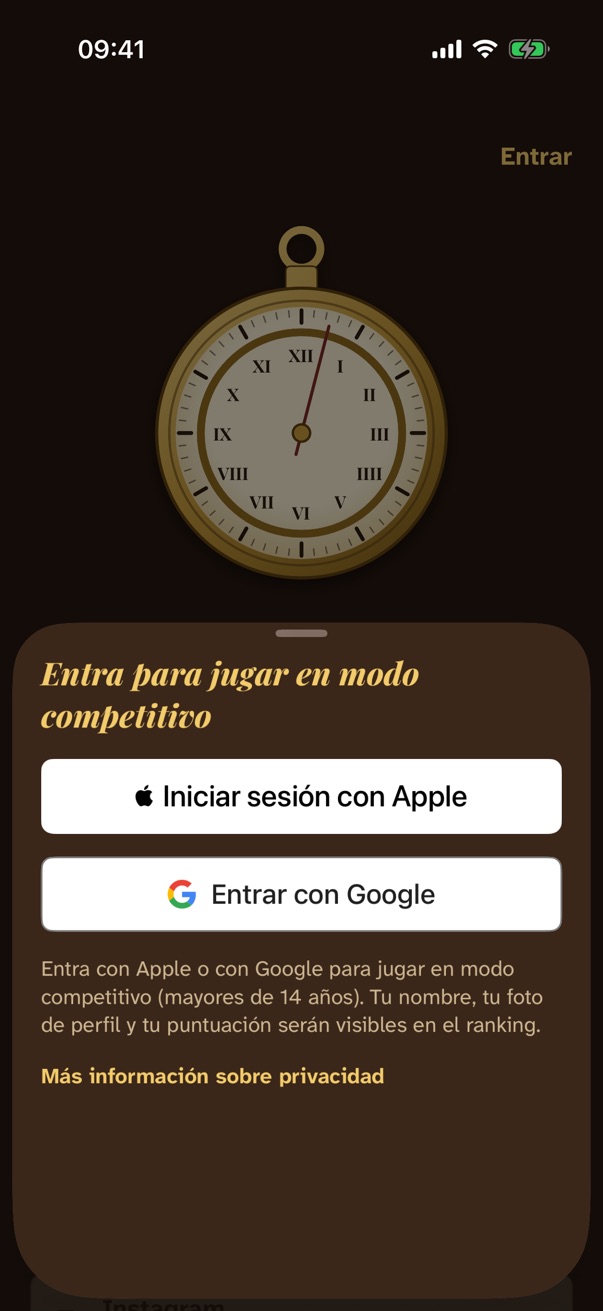 09:41
Entrar
XII
I
II
III
IIII
V
VI
VII
VIII
IX
X
XI
Entra para jugar en modo
competitivo
Iniciar sesión con Apple
Entrar con Google
Entra con Apple o con Google para jugar en modo
competitivo (mayores de 14 años). Tu nombre, tu foto
de perfil y tu puntuación serán visibles en el ranking.
Más información sobre privacidad
Instagram